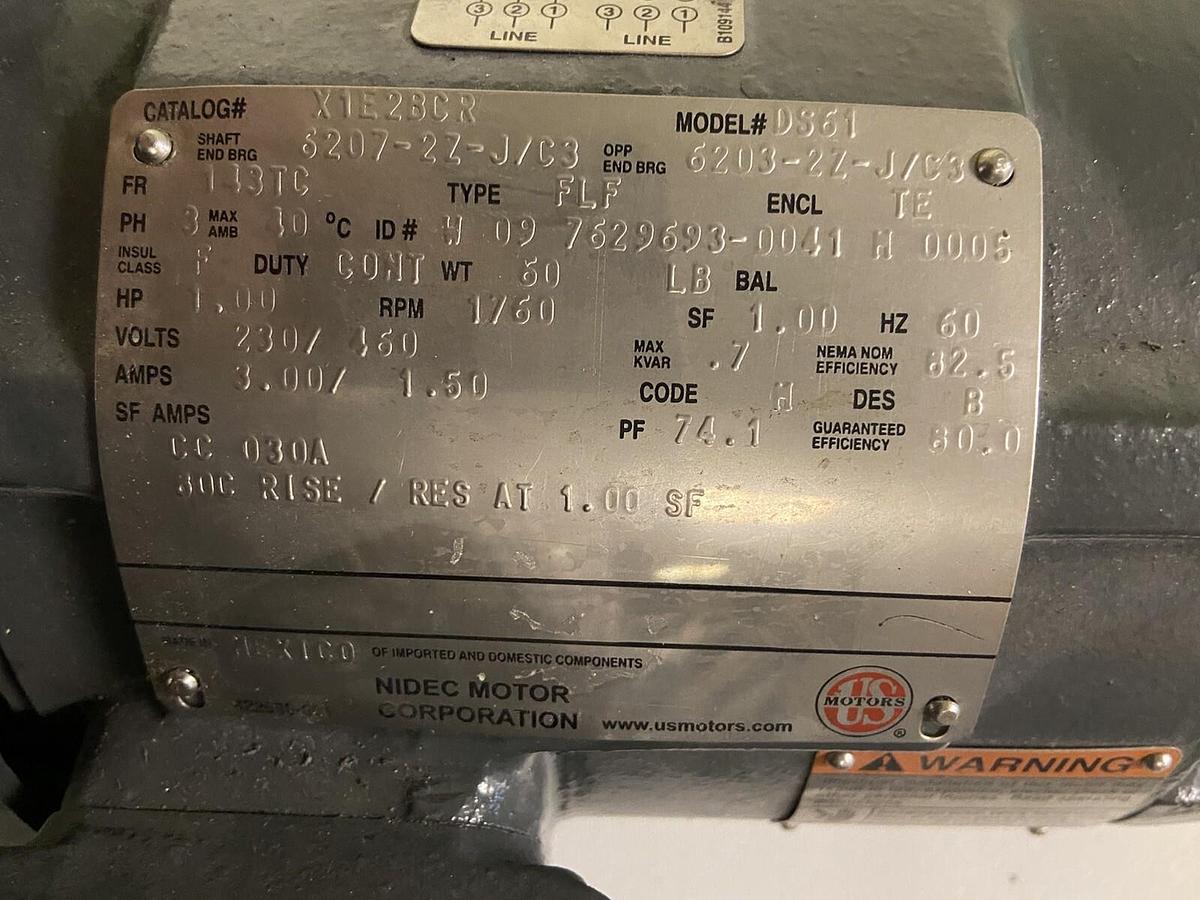 3 2 1 3 2 1
LINE LINE
CATALOG# X1E2BCR MODEL# DS61
SHAFT END BRG 6207-2Z-J/C3 OPP END BRG 6203-2Z-J/C3
FR 143TC TYPE FLF ENCL TE
PH 3 MAX AMB 40 °C ID# W 09 7629693-0041 M 0005
INSUL CLASS F DUTY CONT WT 60 LB BAL
HP 1.00 RPM 1760 SF 1.00 HZ 60
VOLTS 230/ 460 MAX KVAR .7 NEMA NOM EFFICIENCY 82.5
AMPS 3.00/ 1.50 CODE DES B
SF AMPS PF 74.1 GUARANTEED EFFICIENCY 80.0
CC 030A
80C RISE / RES AT 1.00 SF
MADE IN MEXICO OF IMPORTED AND DOMESTIC COMPONENTS
NIDEC MOTOR
CORPORATION www.usmotors.com
US MOTORS ®
WARNING